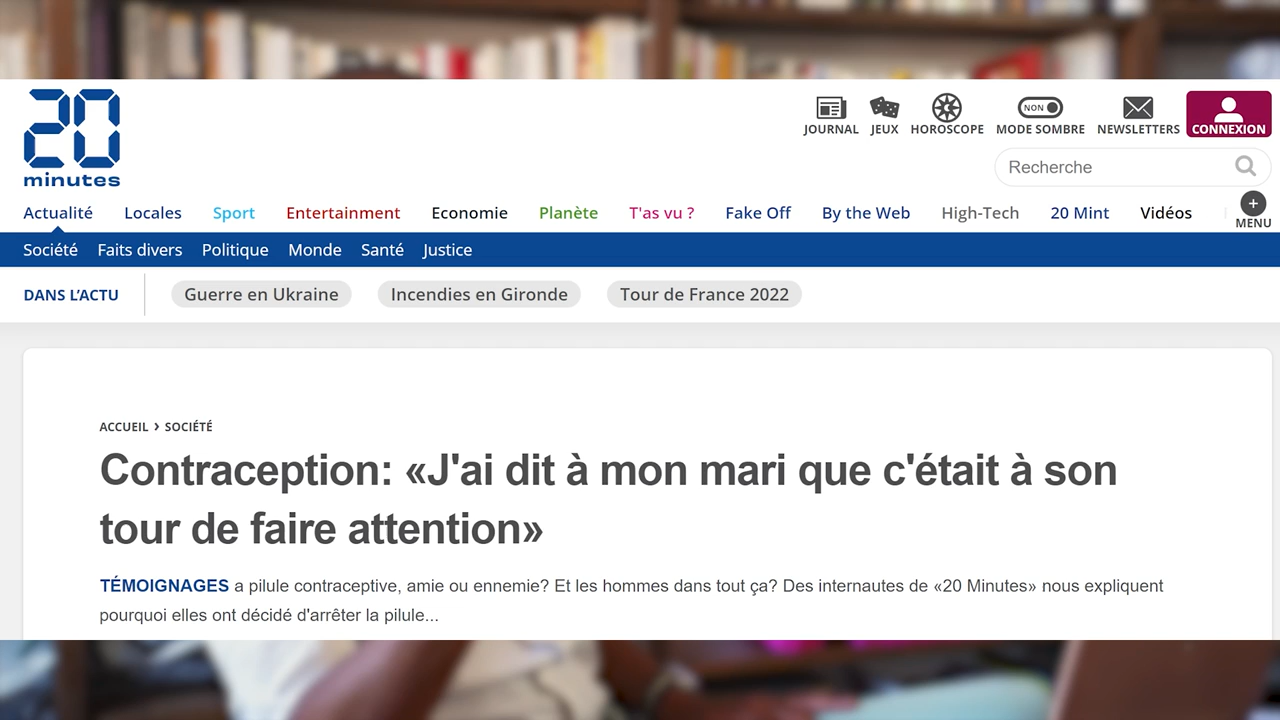 20
minutes
JOURNAL JEUX HOROSCOPE NON MODE SOMBRE NEWSLETTERS CONNEXION
Recherche
Actualité Locales Sport Entertainment Economie Planète T'as vu ? Fake Off By the Web High-Tech 20 Mint Vidéos + MENU
Société Faits divers Politique Monde Santé Justice
DANS L'ACTU Guerre en Ukraine Incendies en Gironde Tour de France 2022
ACCUEIL › SOCIÉTÉ
Contraception: «J'ai dit à mon mari que c'était à son
tour de faire attention»
TÉMOIGNAGES a pilule contraceptive, amie ou ennemie? Et les hommes dans tout ça? Des internautes de «20 Minutes» nous expliquent
pourquoi elles ont décidé d'arrêter la pilule...